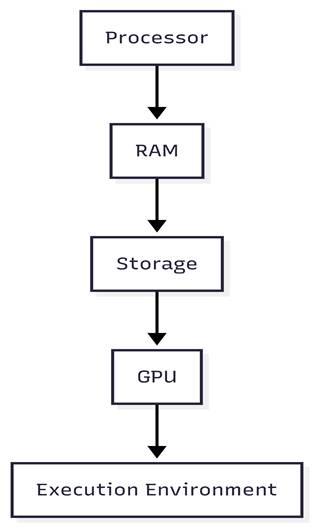 Processor
RAM
Storage
GPU
Execution Environment